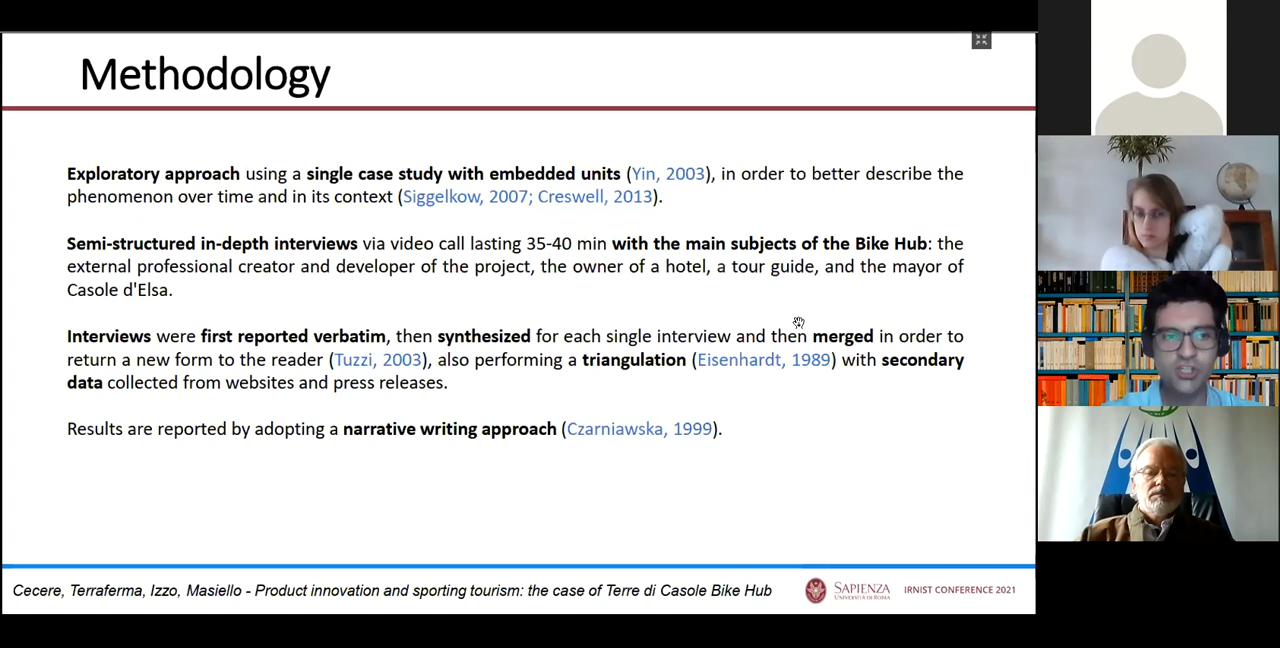 Methodology
Exploratory approach using a single case study with embedded units (Yin, 2003), in order to better describe the
phenomenon over time and in its context (Siggelkow, 2007; Creswell, 2013).
Semi-structured in-depth interviews via video call lasting 35-40 min with the main subjects of the Bike Hub: the
external professional creator and developer of the project, the owner of a hotel, a tour guide, and the mayor of
Casole d'Elsa.
Interviews were first reported verbatim, then synthesized for each single interview and then merged in order to
return a new form to the reader (Tuzzi, 2003), also performing a triangulation (Eisenhardt, 1989) with secondary
data collected from websites and press releases.
Results are reported by adopting a narrative writing approach (Czarniawska, 1999).
Cecere, Terraferma, Izzo, Masiello - Product innovation and sporting tourism: the case of Terre di Casole Bike Hub
SAPIENZA
UNIVERSITÀ DI ROMA
IRNIST CONFERENCE 2021